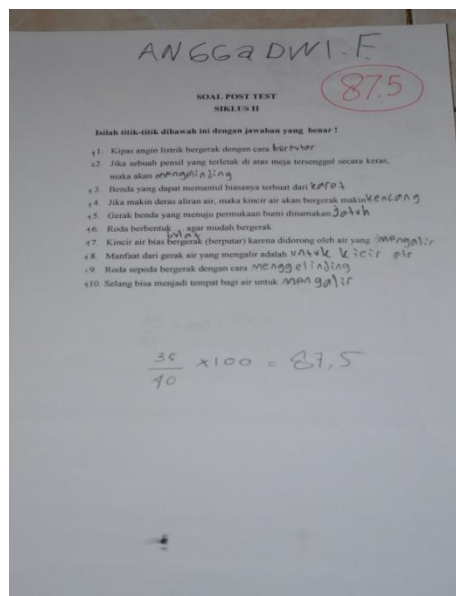 ANGGa DWI.F
87.5
SOAL POST TEST
SIKLUS II
Isilah titik-titik dibawah ini dengan jawaban yang benar !
1. Kipas angin listrik bergerak dengan cara berputar
2. Jika sebuah pensil yang terletak di atas meja tersenggol secara keras,
maka akan mengelinding
3. Benda yang dapat memantul biasanya terbuat dari karet
4. Jika makin deras aliran air, maka kincir air akan bergerak makin kencang
5. Gerak benda yang menuju permukaan bumi dinamakan jatuh
6. Roda berbentuk bulat agar mudah bergerak
7. Kincir air bias bergerak (berputar) karena didorong oleh air yang mengalir
8. Manfaat dari gerak air yang mengalir adalah untuk kicir air
9. Roda sepeda bergerak dengan cara menggelinding
10. Selang bisa menjadi tempat bagi air untuk mengalir
35/40 x100 = 87,5